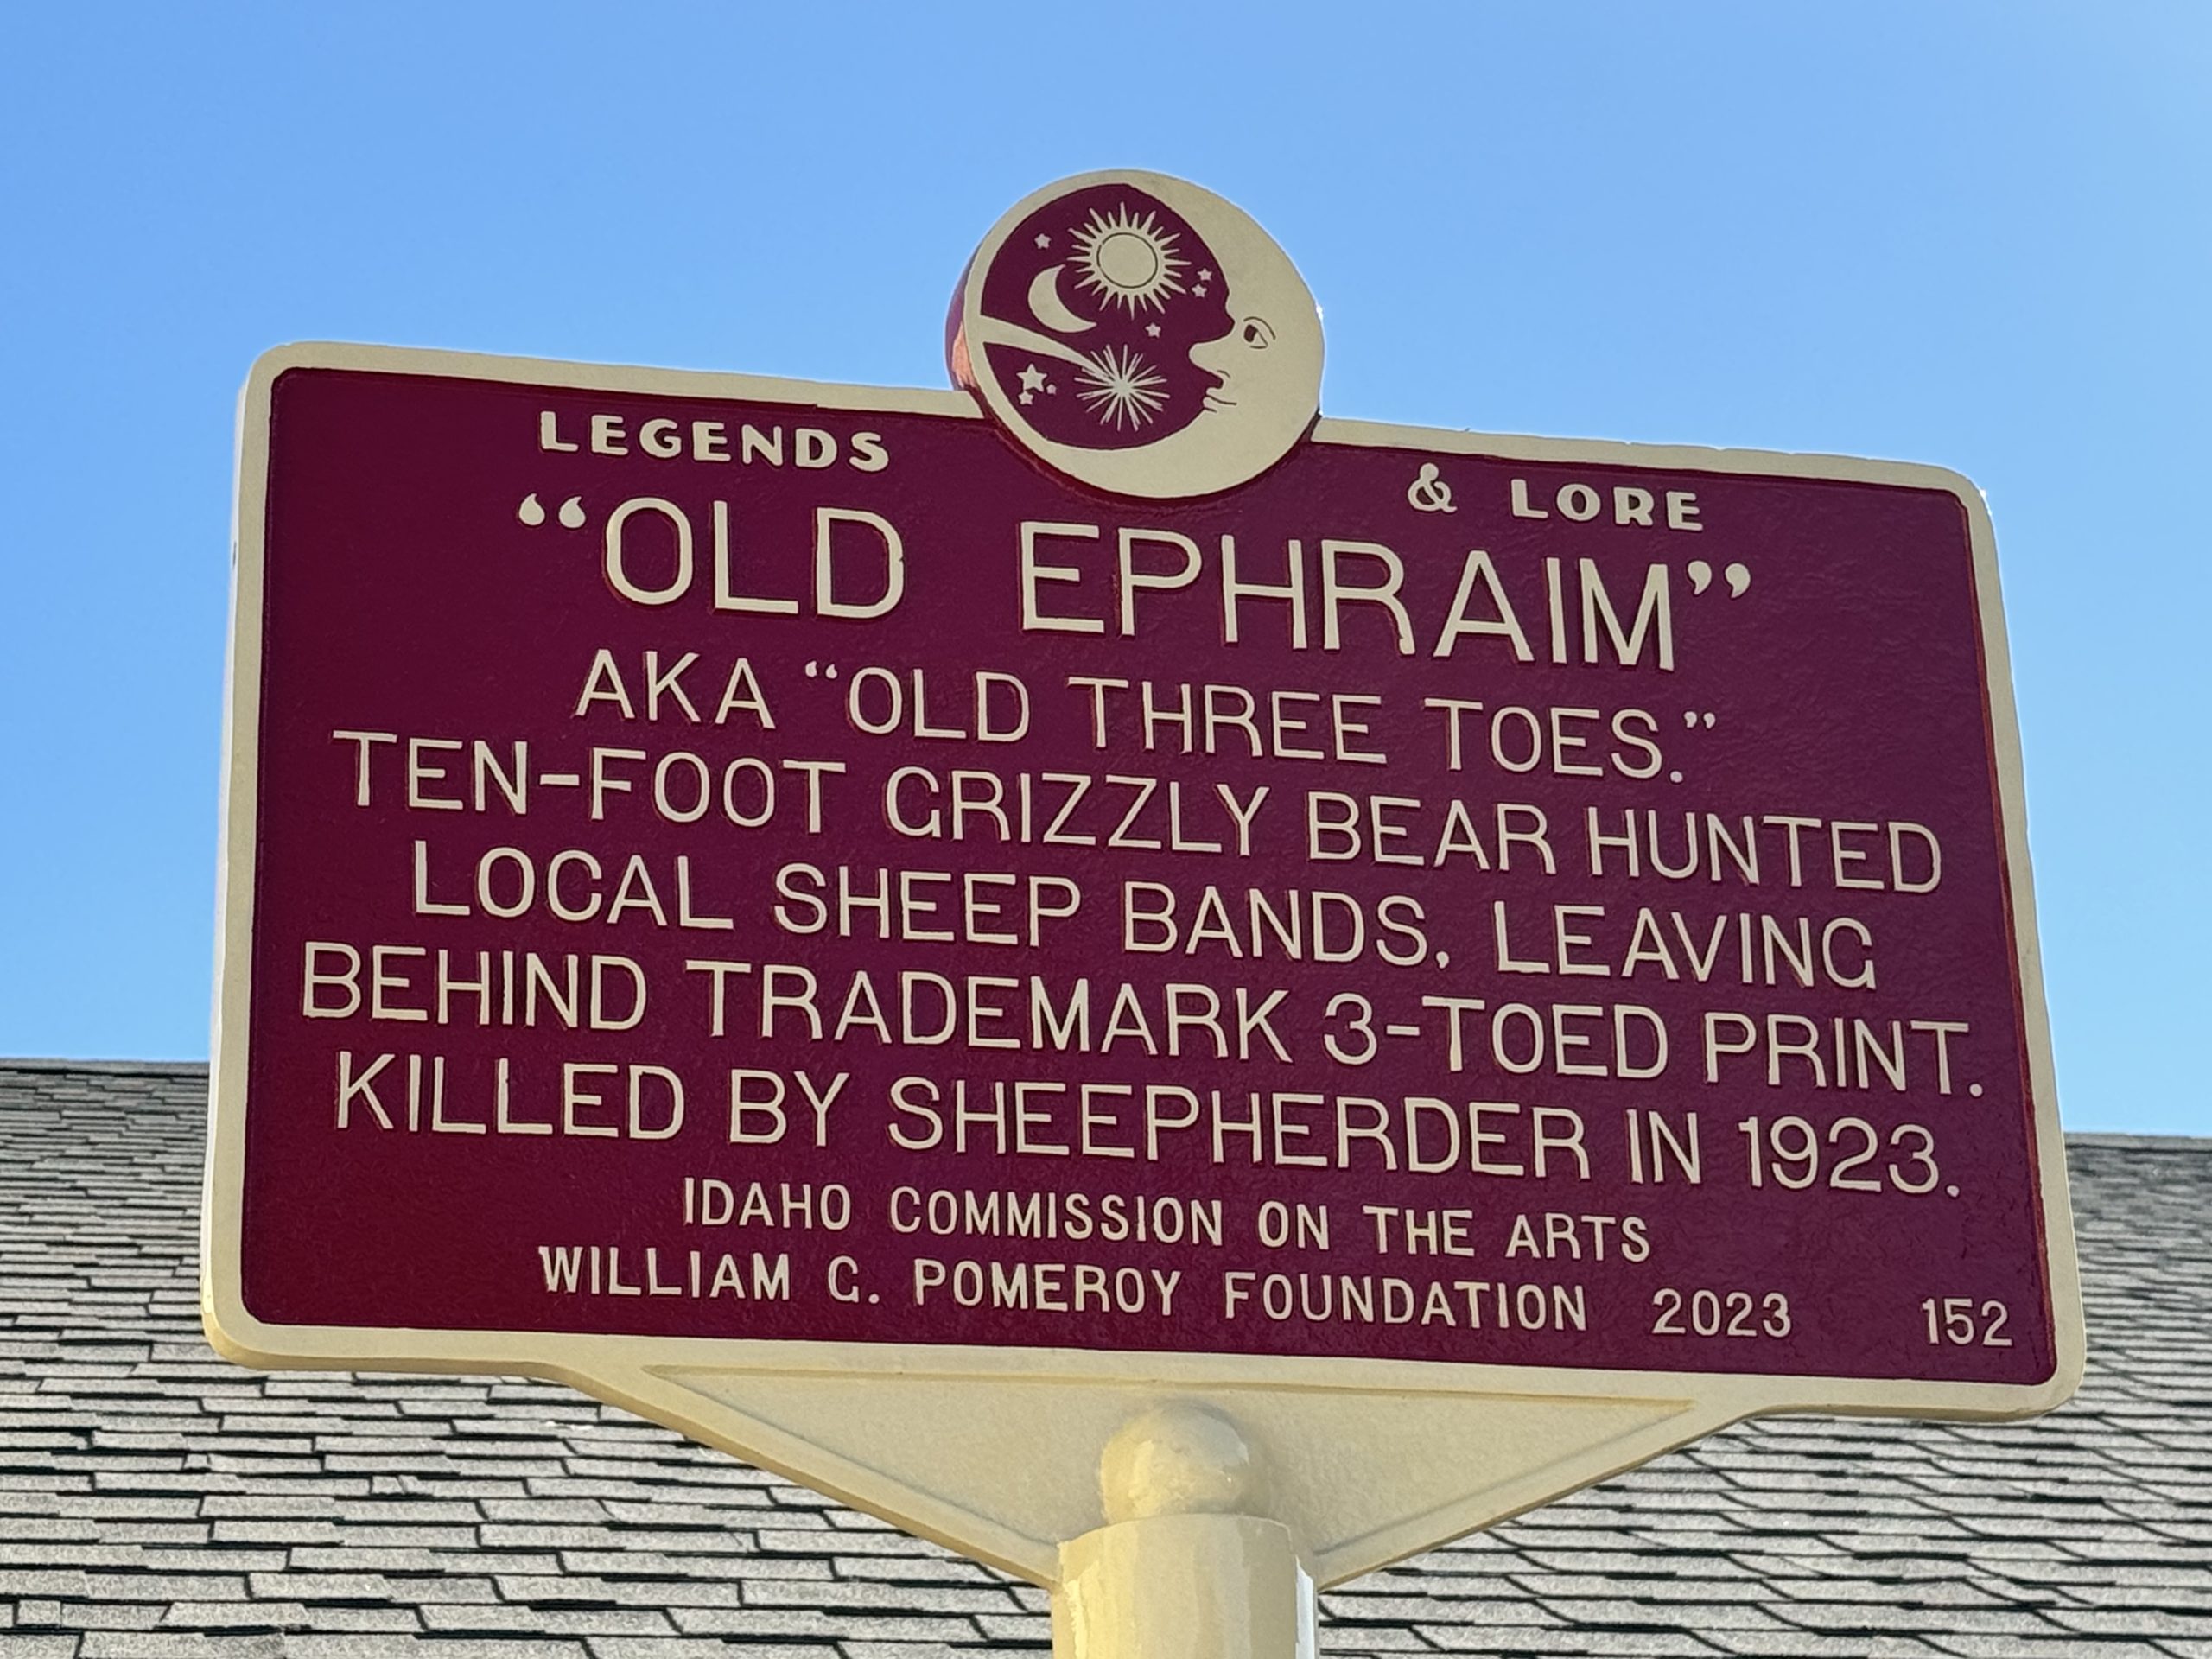 LEGENDS & LORE
“OLD EPHRAIM”
AKA “OLD THREE TOES.”
TEN-FOOT GRIZZLY BEAR HUNTED
LOCAL SHEEP BANDS, LEAVING
BEHIND TRADEMARK 3-TOED PRINT.
KILLED BY SHEEPHERDER IN 1923.
IDAHO COMMISSION ON THE ARTS
WILLIAM G. POMEROY FOUNDATION 2023 152